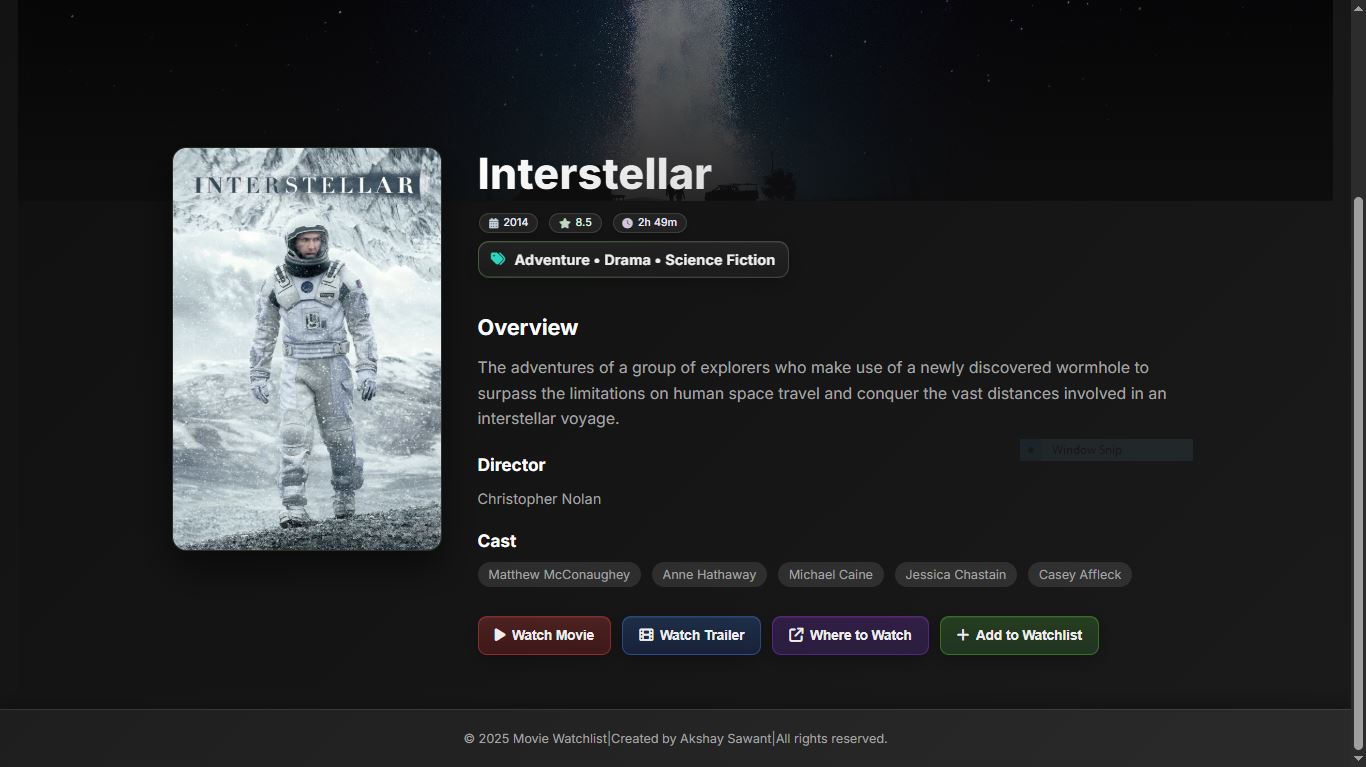 INTERSTELLAR
Interstellar
2014 8.5 2h 49m
Adventure • Drama • Science Fiction
Overview
The adventures of a group of explorers who make use of a newly discovered wormhole to
surpass the limitations on human space travel and conquer the vast distances involved in an
interstellar voyage.
Window Snip
Director
Christopher Nolan
Cast
Matthew McConaughey Anne Hathaway Michael Caine Jessica Chastain Casey Affleck
Watch Movie Watch Trailer Where to Watch Add to Watchlist
© 2025 Movie Watchlist|Created by Akshay Sawant|All rights reserved.